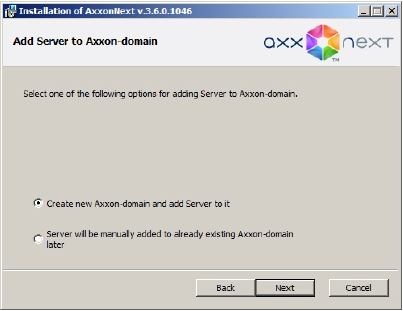 Installation of AxxonNext v.3.6.0.1046
Add Server to Axxon-domain
axx next
TM
Select one of the following options for adding Server to Axxon-domain.
Create new Axxon-domain and add Server to it
Server will be manually added to already existing Axxon-domain
later
Back
Next
Cancel